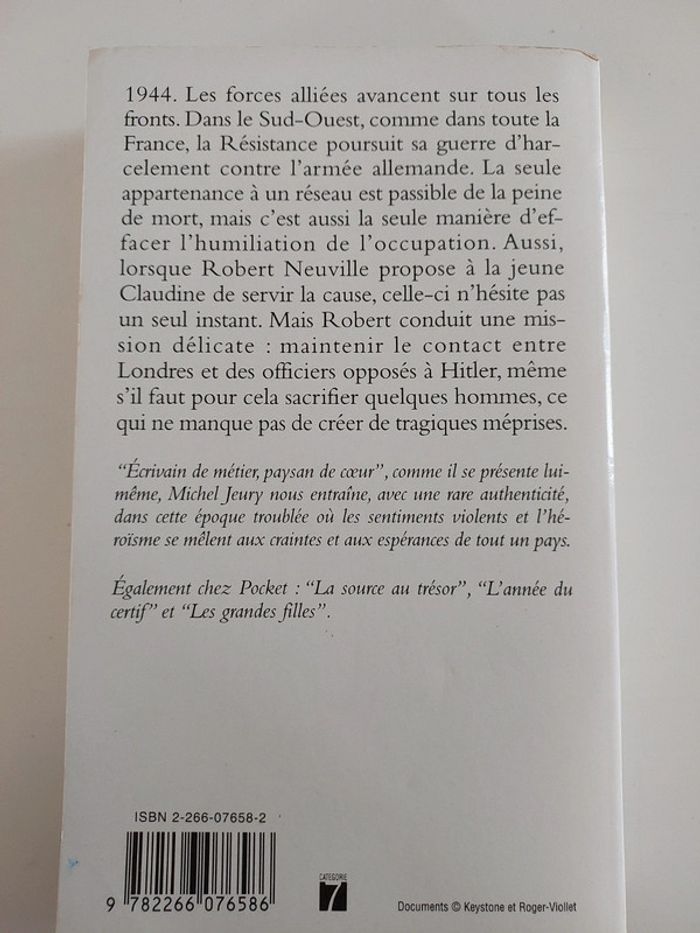 1944. Les forces alliées avancent sur tous les
fronts. Dans le Sud-Ouest, comme dans toute la
France, la Résistance poursuit sa guerre d'har-
celement contre l'armée allemande. La seule
appartenance à un réseau est passible de la peine
de mort, mais c'est aussi la seule manière d'ef-
facer l'humiliation de l'occupation. Aussi,
lorsque Robert Neuville propose à la jeune
Claudine de servir la cause, celle-ci n'hésite pas
un seul instant. Mais Robert conduit une mis-
sion délicate : maintenir le contact entre
Londres et des officiers opposés à Hitler, même
s'il faut pour cela sacrifier quelques hommes, ce
qui ne manque pas de créer de tragiques méprises.
“Écrivain de métier, paysan de cœur”, comme il se présente lui-
même, Michel Jeury nous entraîne, avec une rare authenticité,
dans cette époque troublée où les sentiments violents et l'hé-
roïsme se mêlent aux craintes et aux espérances de tout un pays.
Également chez Pocket : “La source au trésor”, “L'année du
certif” et “Les grandes filles”.
ISBN 2-266-07658-2
9 782266 076586
CATEGORIE
7
Documents © Keystone et Roger-Viollet